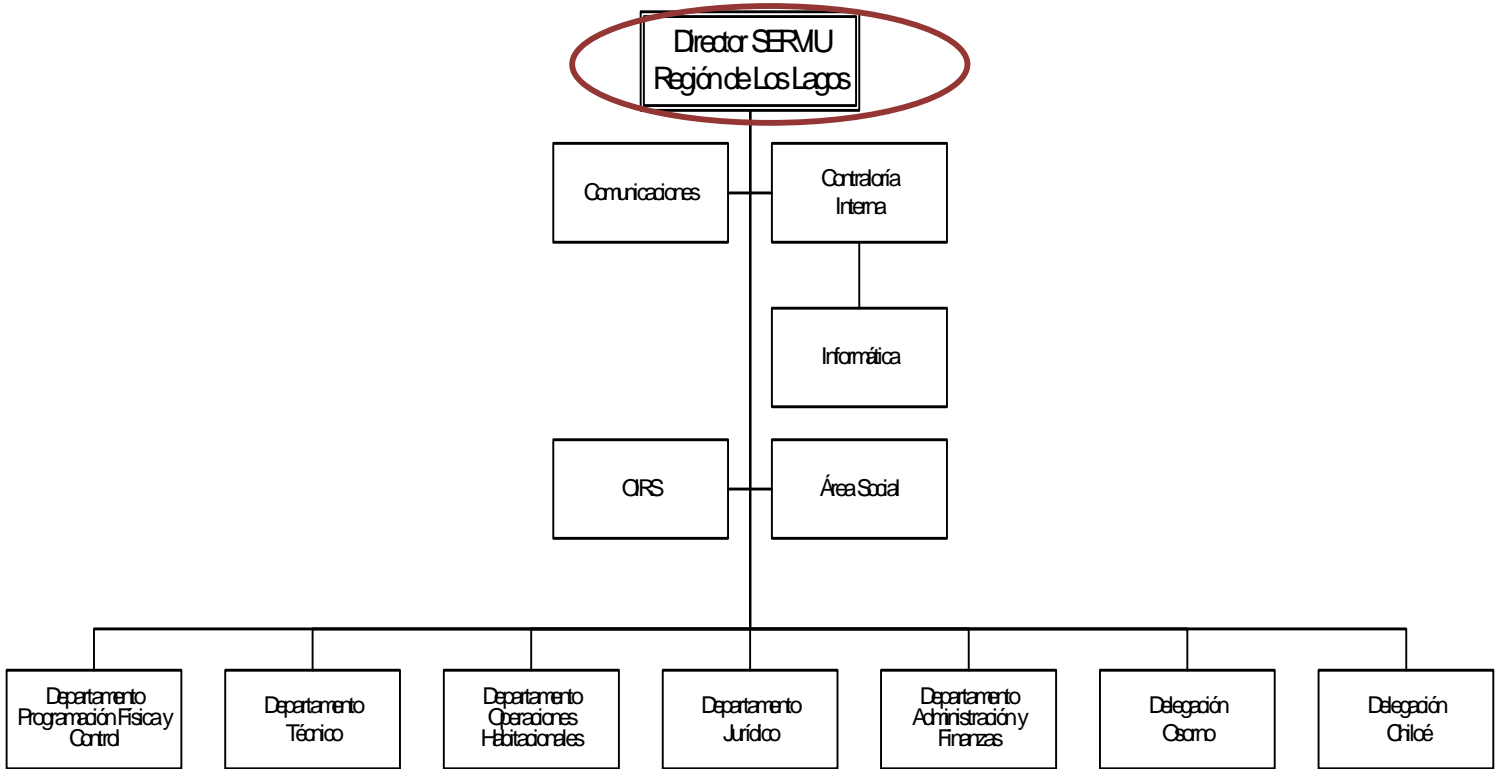 Director SERVIU
Región de Los Lagos
Comunicaciones
Contraloría
Interna
Informática
OIRS
Área Social
Departamento
Programación Física y
Control
Departamento
Técnico
Departamento
Operaciones
Habitacionales
Departamento
Jurídico
Departamento
Administración y
Finanzas
Delegación
Osorno
Delegación
Chiloé